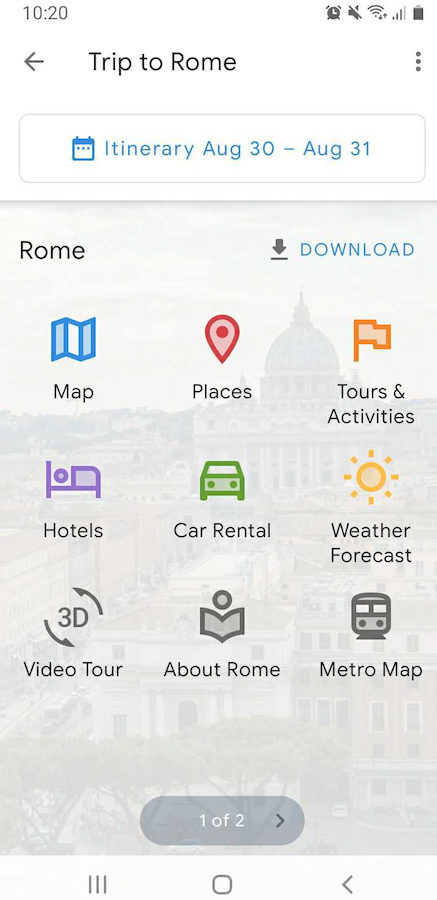 10:20
Trip to Rome
Itinerary Aug 30 – Aug 31
Rome
DOWNLOAD
Map
Places
Tours &
Activities
Hotels
Car Rental
Weather
Forecast
3D
Video Tour
About Rome
Metro Map
1 of 2